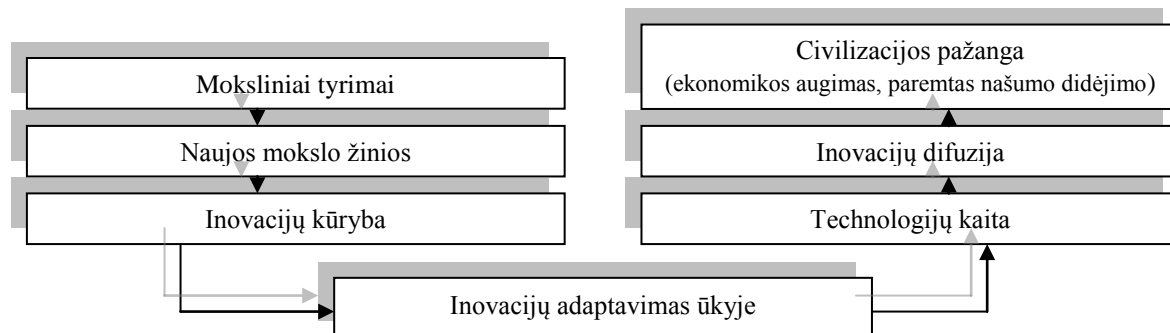 Moksliniai tyrimai
Naujos mokslo žinios
Inovacijų kūryba
Inovacijų adaptavimas ūkyje
Technologijų kaita
Inovacijų difuzija
Civilizacijos pažanga
(ekonomikos augimas, paremtas našumo didėjimo)